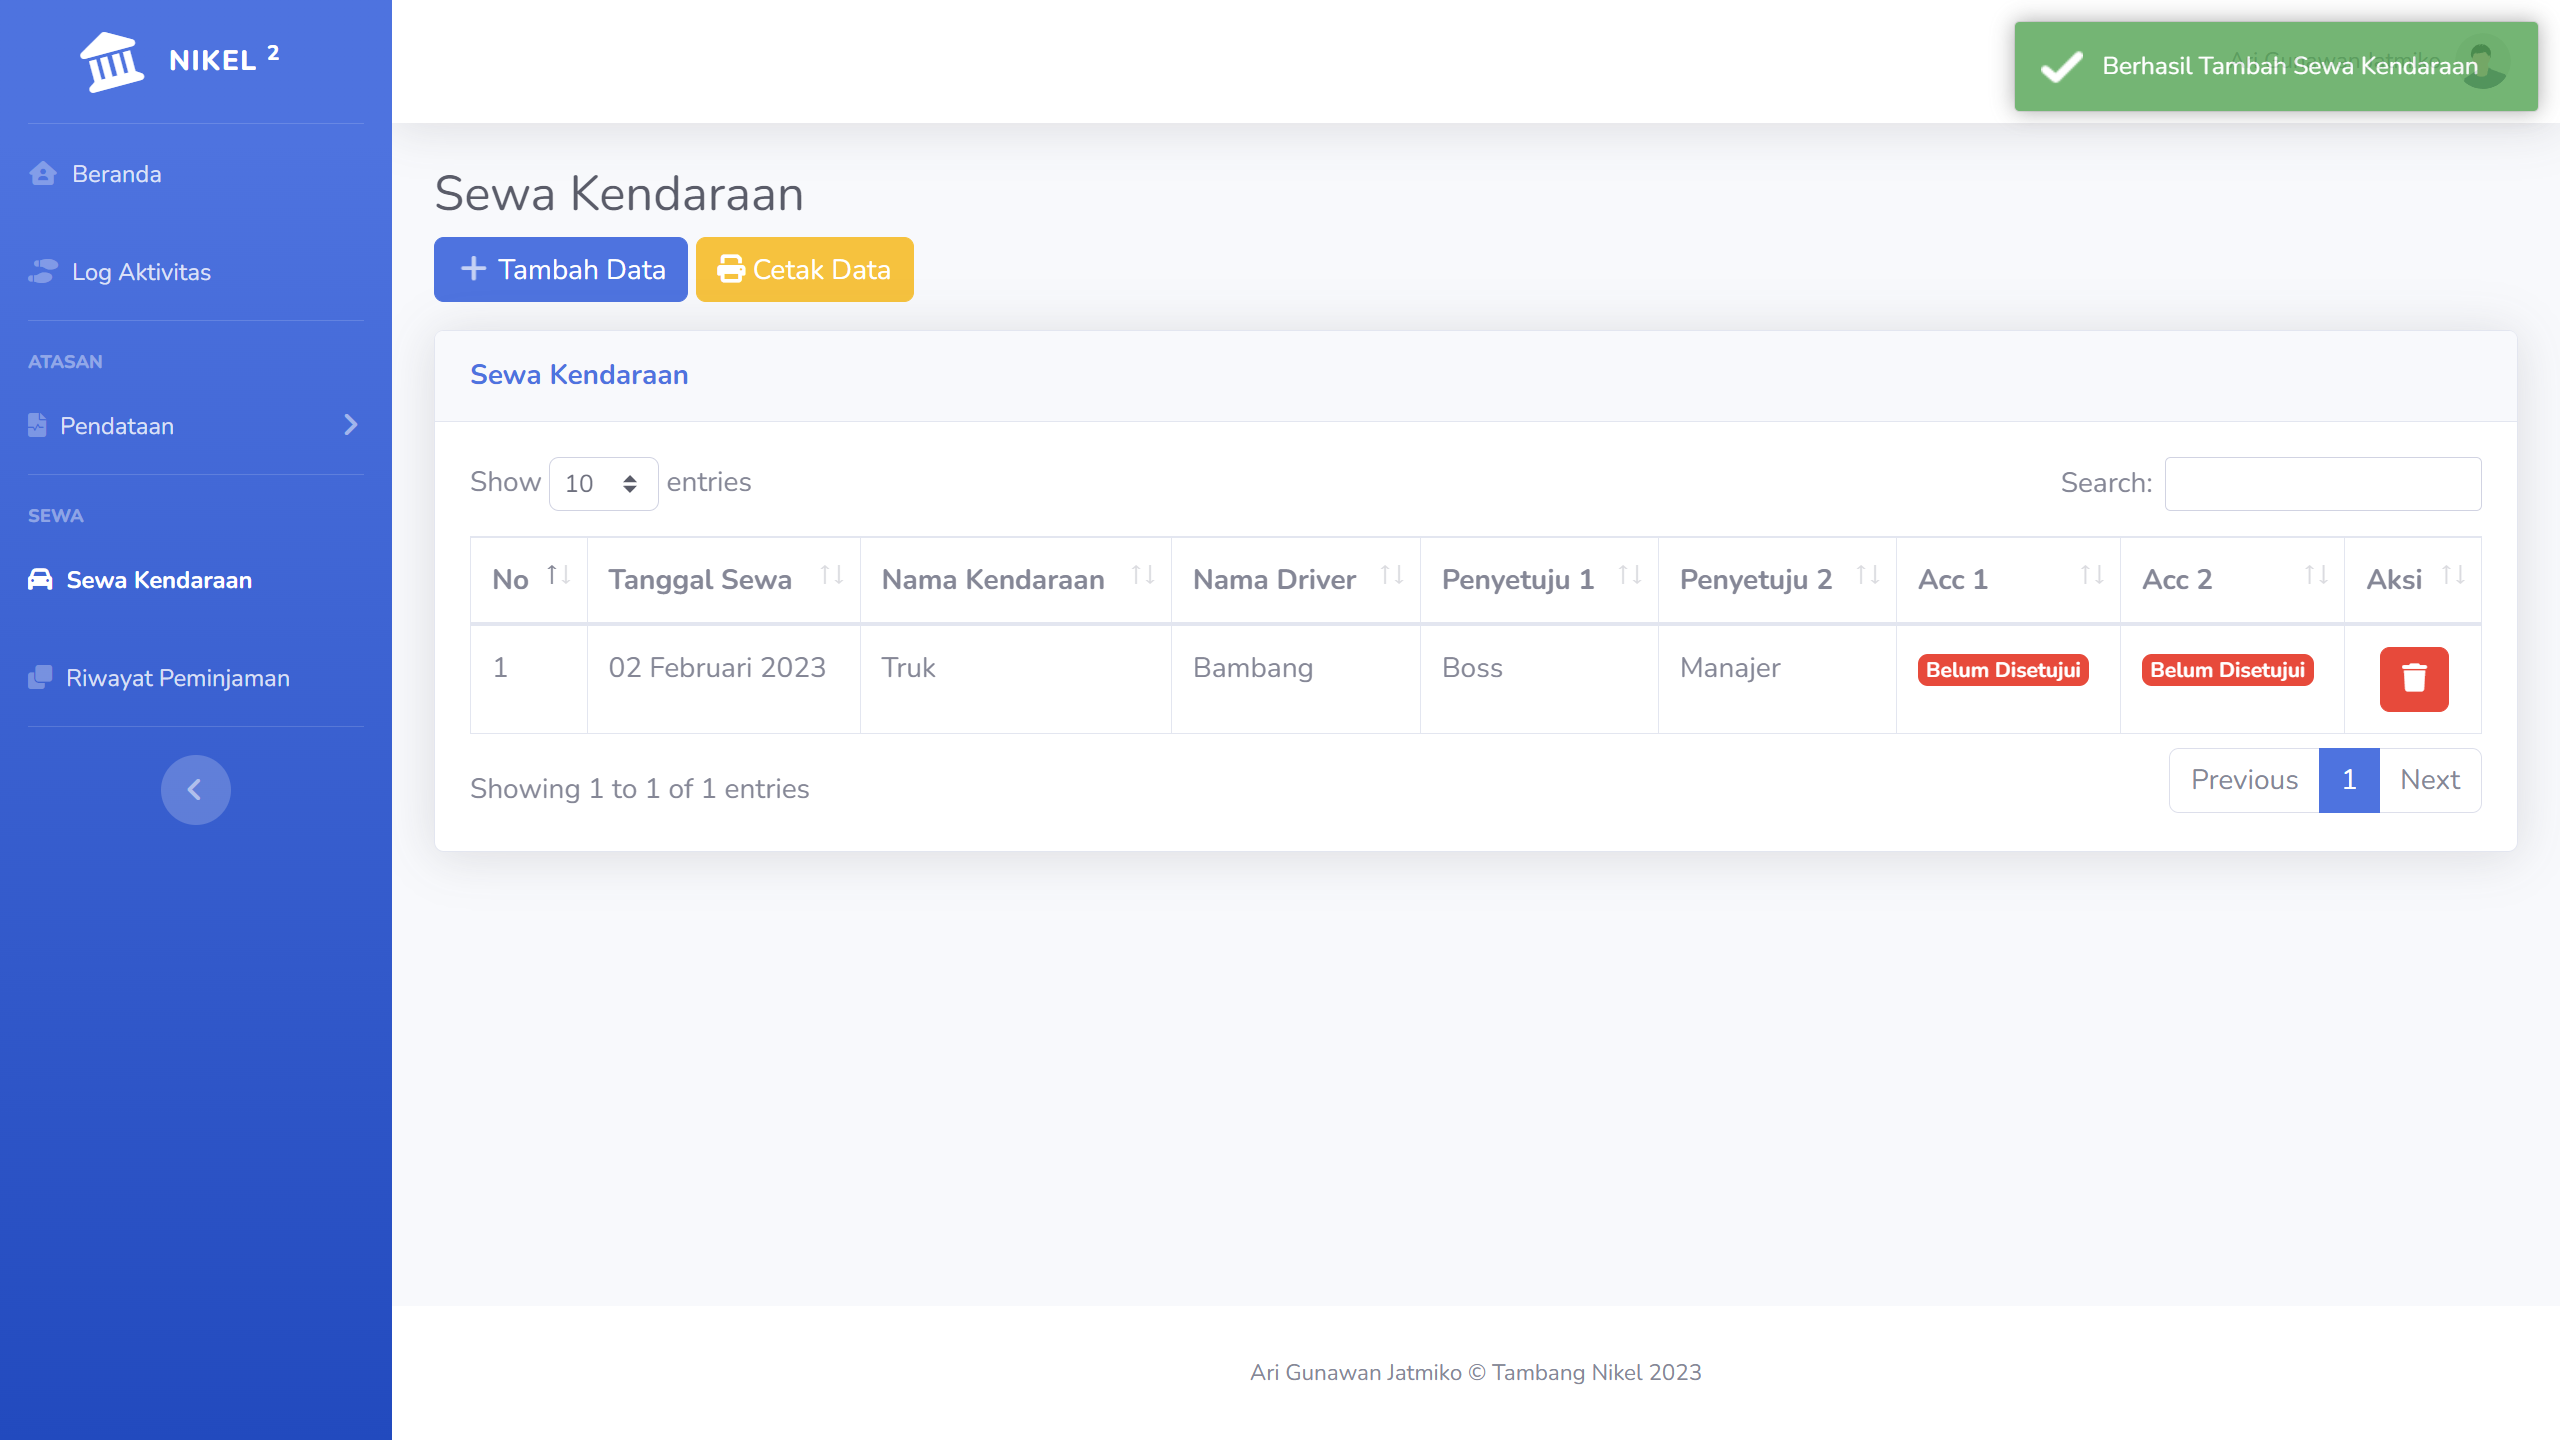 NIKEL 2
Beranda
Log Aktivitas
ATASAN
Pendataan
SEWA
Sewa Kendaraan
Riwayat Peminjaman
Berhasil Tambah Sewa Kendaraan
Sewa Kendaraan
Tambah Data
Cetak Data
Sewa Kendaraan
Show 10 entries
Search:
No Tanggal Sewa Nama Kendaraan Nama Driver Penyetuju 1 Penyetuju 2 Acc 1 Acc 2 Aksi
1 02 Februari 2023 Truk Bambang Boss Manajer Belum Disetujui Belum Disetujui
Showing 1 to 1 of 1 entries
Previous 1 Next
Ari Gunawan Jatmiko © Tambang Nikel 2023